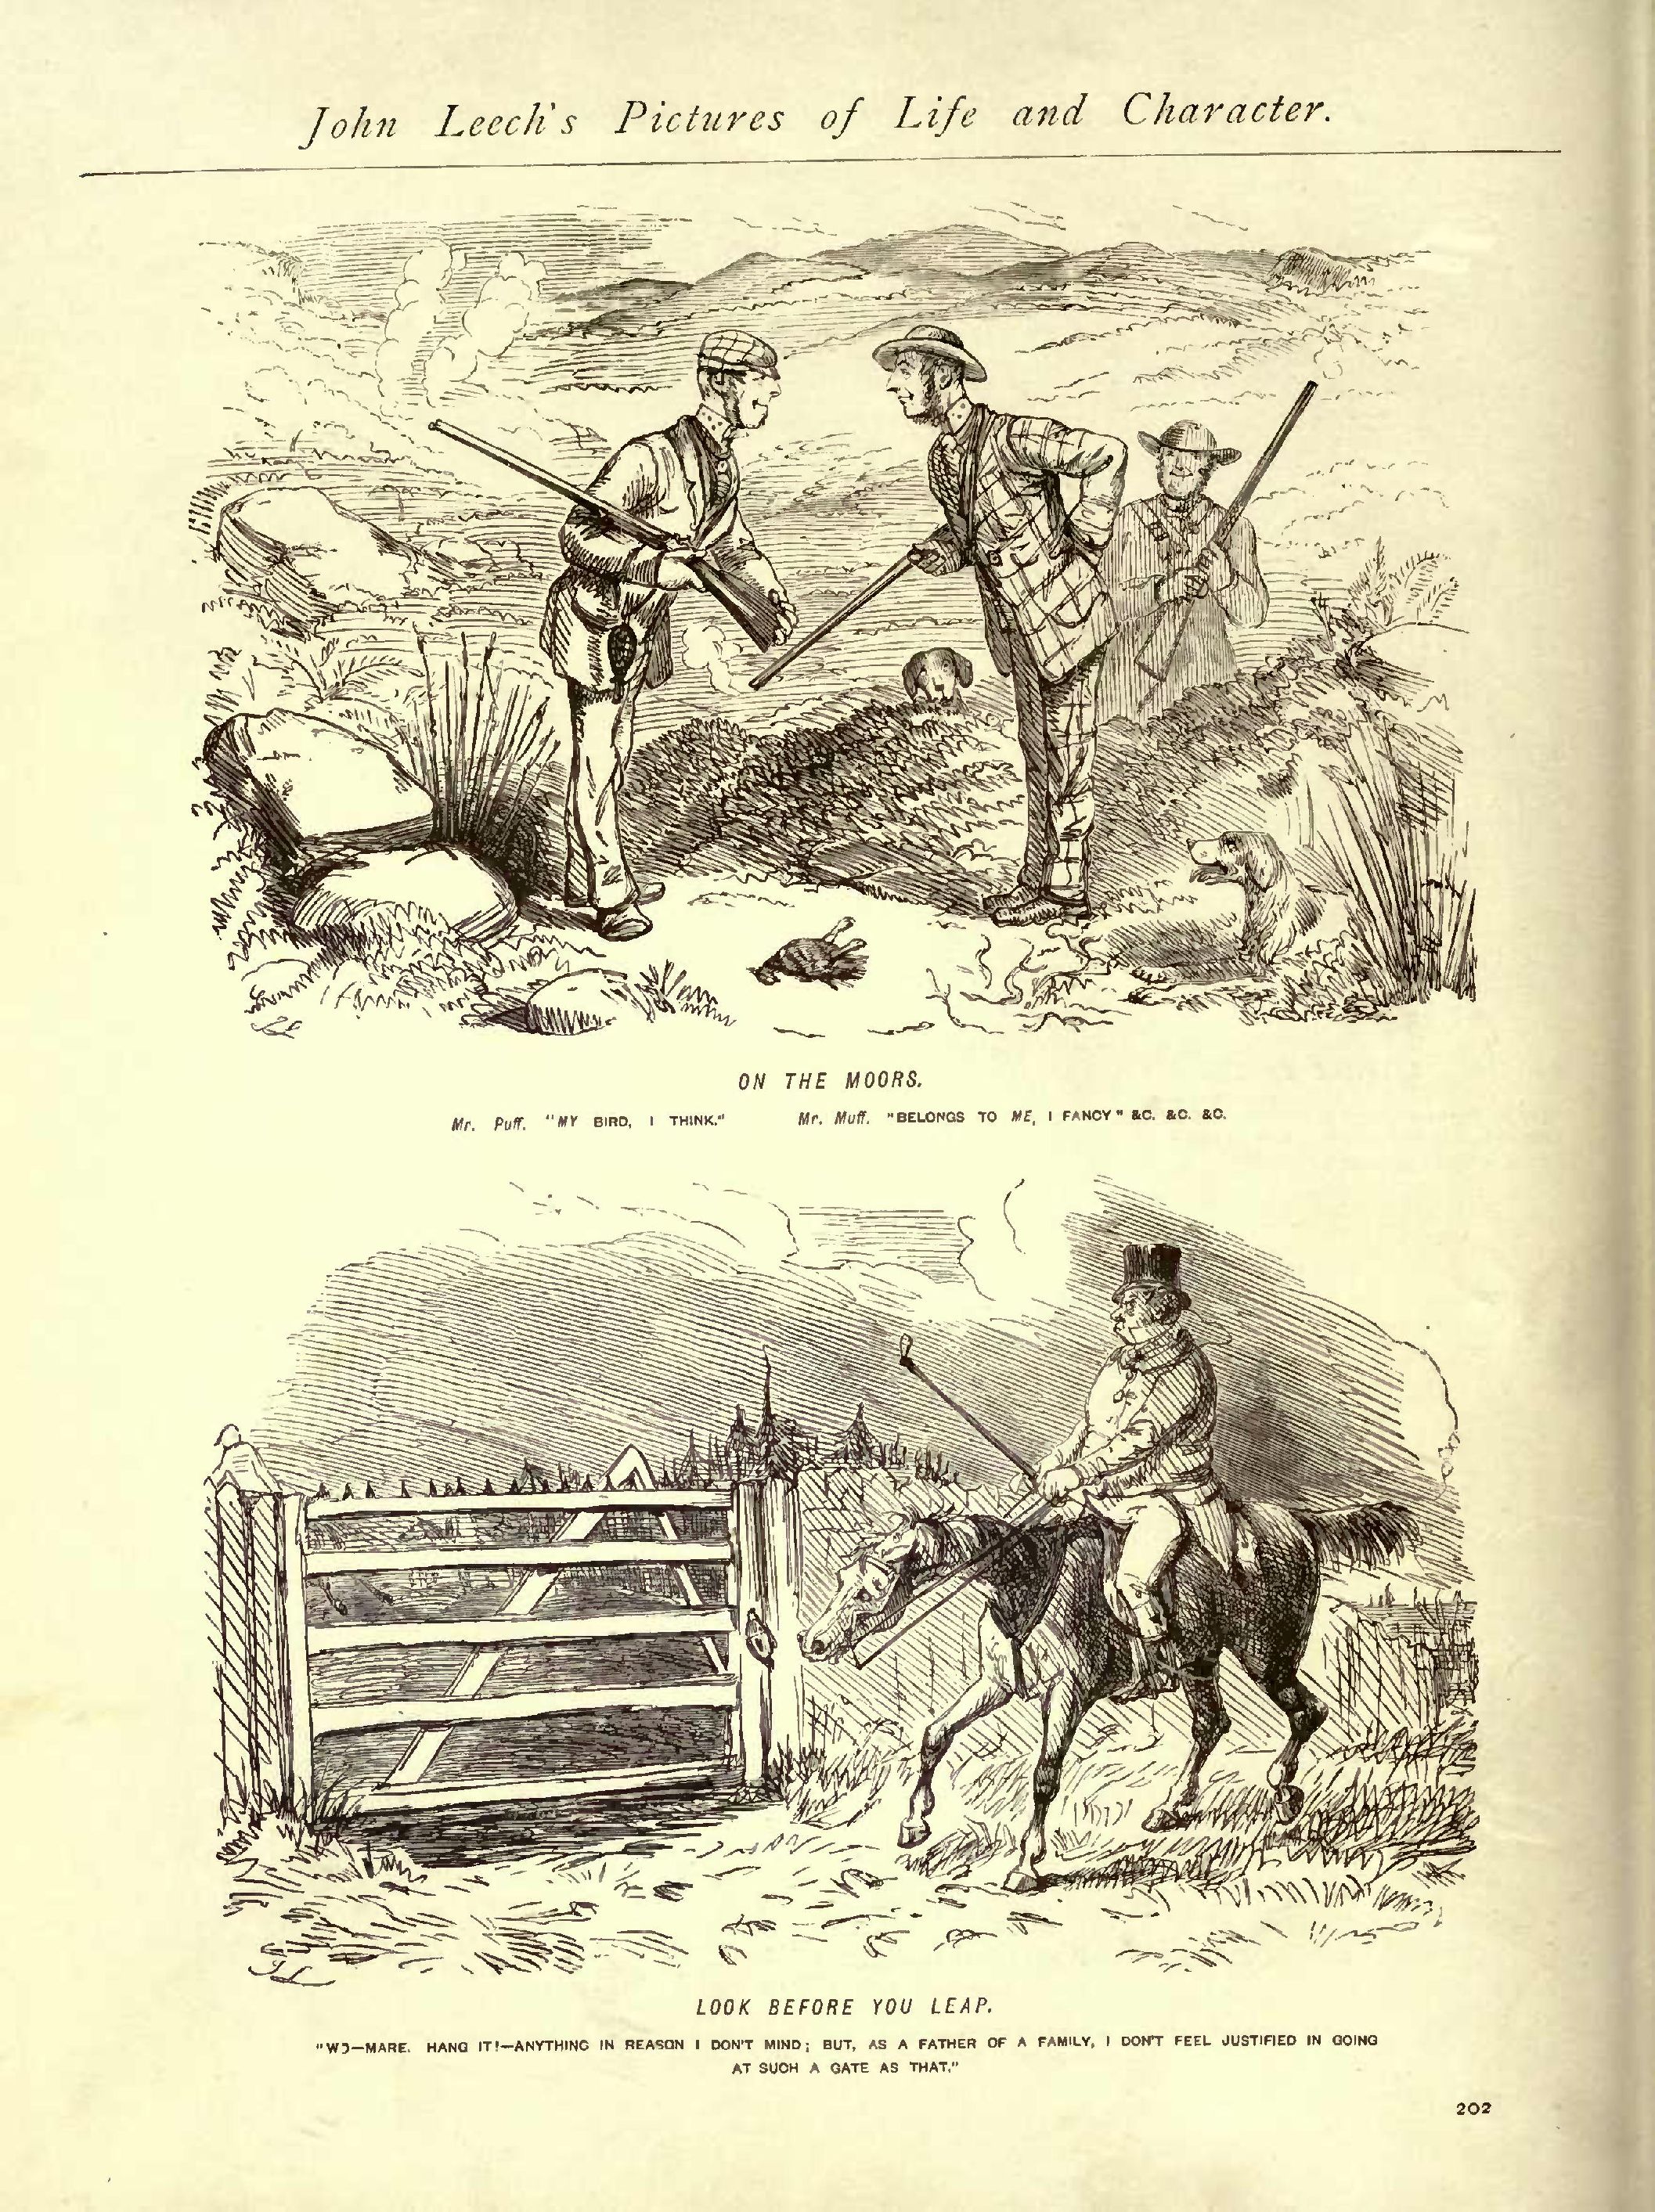 John Leech's Pictures of Life and Character.
ON THE MOORS.
Mr. Puff. "MY BIRD, I THINK." Mr. Muff. "BELONGS TO ME, I FANCY" &C. &C. &C.
LOOK BEFORE YOU LEAP.
"WO—MARE. HANG IT!—ANYTHING IN REASON I DON'T MIND; BUT, AS A FATHER OF A FAMILY, I DON'T FEEL JUSTIFIED IN GOING
AT SUCH A GATE AS THAT."
202